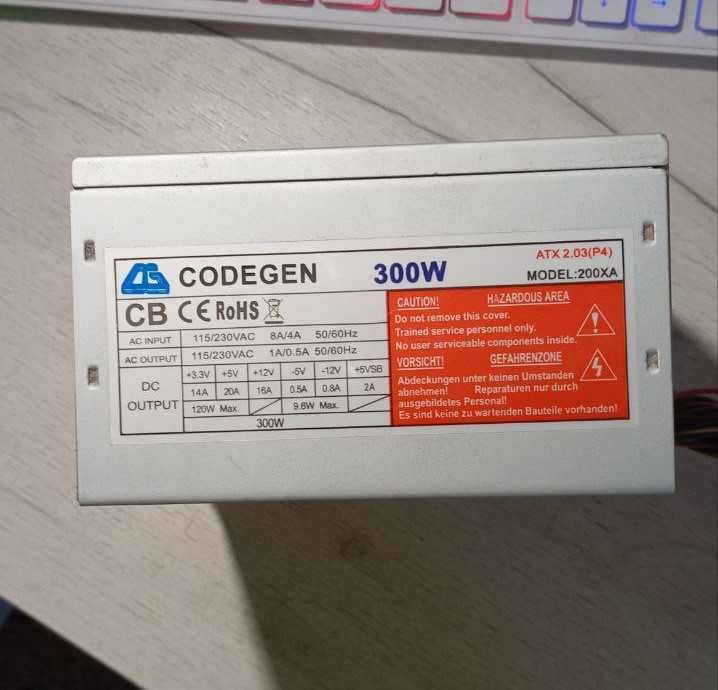 CODEGEN 300W
ATX 2.03(P4)
MODEL:200XA
CB CE RoHS
AC INPUT 115/230VAC 8A/4A 50/60Hz
AC OUTPUT 115/230VAC 1A/0.5A 50/60Hz
DC OUTPUT
+3.3V +5V +12V -5V -12V +5VSB
14A 20A 16A 0.5A 0.8A 2A
120W Max. 9.6W Max.
300W
CAUTION! HAZARDOUS AREA
Do not remove this cover.
Trained service personnel only.
No user serviceable components inside.
VORSICHT! GEFAHRENZONE
Abdeckungen unter keinen Umstanden
abnehmen! Reparaturen nur durch
ausgebildetes Personal!
Es sind keine zu wartenden Bauteile vorhanden!